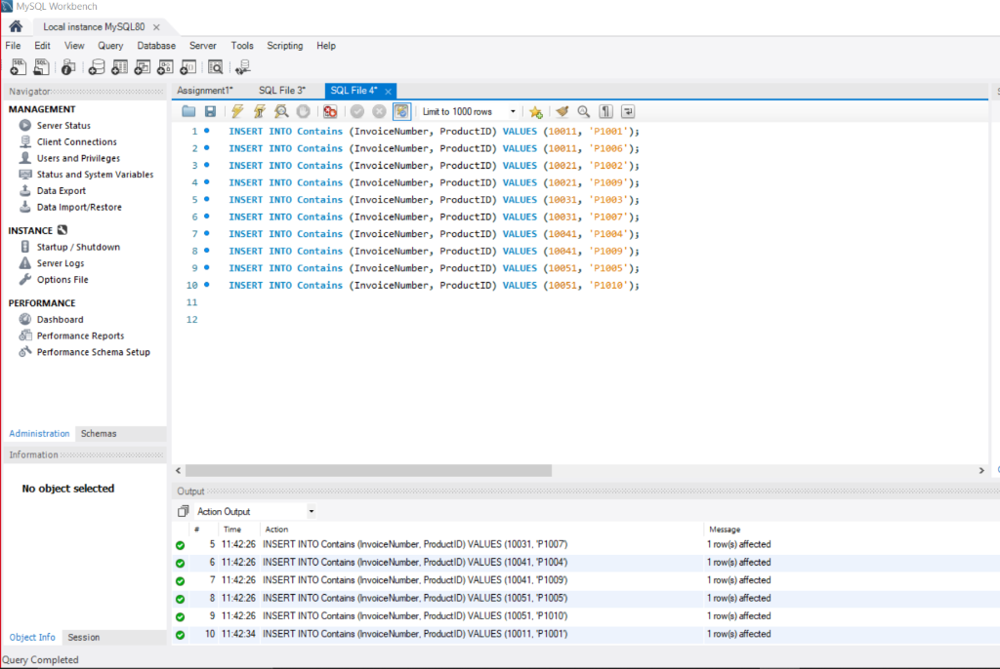 MySQL Workbench
Local instance MySQL80
File Edit View Query Database Server Tools Scripting Help
Navigator
MANAGEMENT
Server Status
Client Connections
Users and Privileges
Status and System Variables
Data Export
Data Import/Restore
INSTANCE
Startup / Shutdown
Server Logs
Options File
PERFORMANCE
Dashboard
Performance Reports
Performance Schema Setup
Administration Schemas
Information
No object selected
Object Info Session
Query Completed
Assignment1* SQL File 3* SQL File 4*
Limit to 1000 rows
1 INSERT INTO Contains (InvoiceNumber, ProductID) VALUES (10011, 'P1001');
2 INSERT INTO Contains (InvoiceNumber, ProductID) VALUES (10011, 'P1006');
3 INSERT INTO Contains (InvoiceNumber, ProductID) VALUES (10021, 'P1002');
4 INSERT INTO Contains (InvoiceNumber, ProductID) VALUES (10021, 'P1009');
5 INSERT INTO Contains (InvoiceNumber, ProductID) VALUES (10031, 'P1003');
6 INSERT INTO Contains (InvoiceNumber, ProductID) VALUES (10031, 'P1007');
7 INSERT INTO Contains (InvoiceNumber, ProductID) VALUES (10041, 'P1004');
8 INSERT INTO Contains (InvoiceNumber, ProductID) VALUES (10041, 'P1009');
9 INSERT INTO Contains (InvoiceNumber, ProductID) VALUES (10051, 'P1005');
10 INSERT INTO Contains (InvoiceNumber, ProductID) VALUES (10051, 'P1010');
11
12
Output
Action Output
# Time Action Message
5 11:42:26 INSERT INTO Contains (InvoiceNumber, ProductID) VALUES (10031, 'P1007') 1 row(s) affected
6 11:42:26 INSERT INTO Contains (InvoiceNumber, ProductID) VALUES (10041, 'P1004') 1 row(s) affected
7 11:42:26 INSERT INTO Contains (InvoiceNumber, ProductID) VALUES (10041, 'P1009') 1 row(s) affected
8 11:42:26 INSERT INTO Contains (InvoiceNumber, ProductID) VALUES (10051, 'P1005') 1 row(s) affected
9 11:42:26 INSERT INTO Contains (InvoiceNumber, ProductID) VALUES (10051, 'P1010') 1 row(s) affected
10 11:42:34 INSERT INTO Contains (InvoiceNumber, ProductID) VALUES (10011, 'P1001') 1 row(s) affected